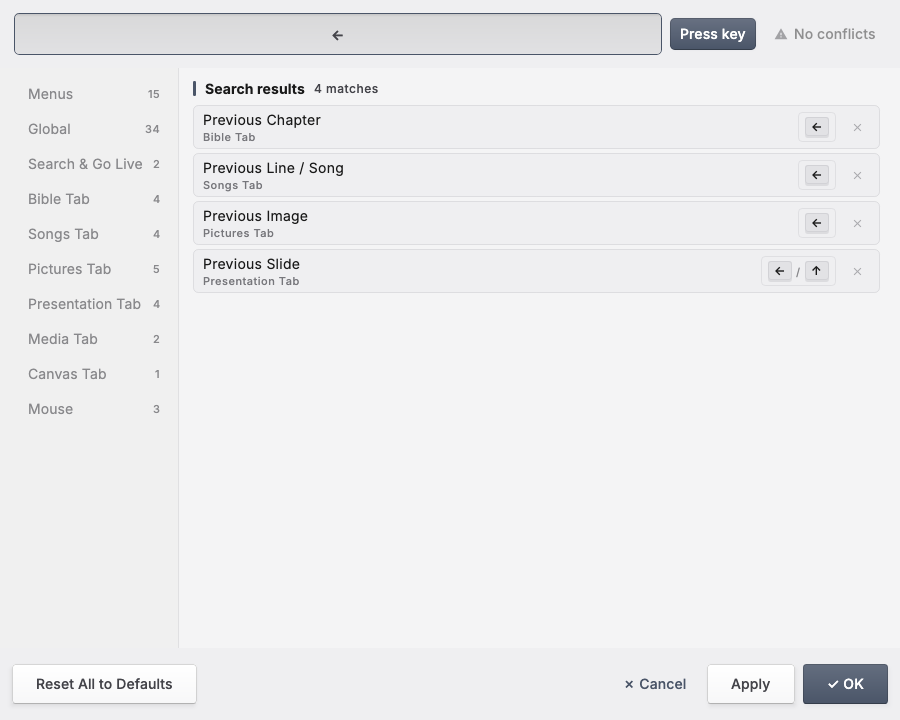 ←
Press key
No conflicts
Menus 15
Global 34
Search & Go Live 2
Bible Tab 4
Songs Tab 4
Pictures Tab 5
Presentation Tab 4
Media Tab 2
Canvas Tab 1
Mouse 3
Search results 4 matches
Previous Chapter
Bible Tab
← ×
Previous Line / Song
Songs Tab
← ×
Previous Image
Pictures Tab
← ×
Previous Slide
Presentation Tab
← / ↑ ×
Reset All to Defaults
× Cancel
Apply
✓ OK